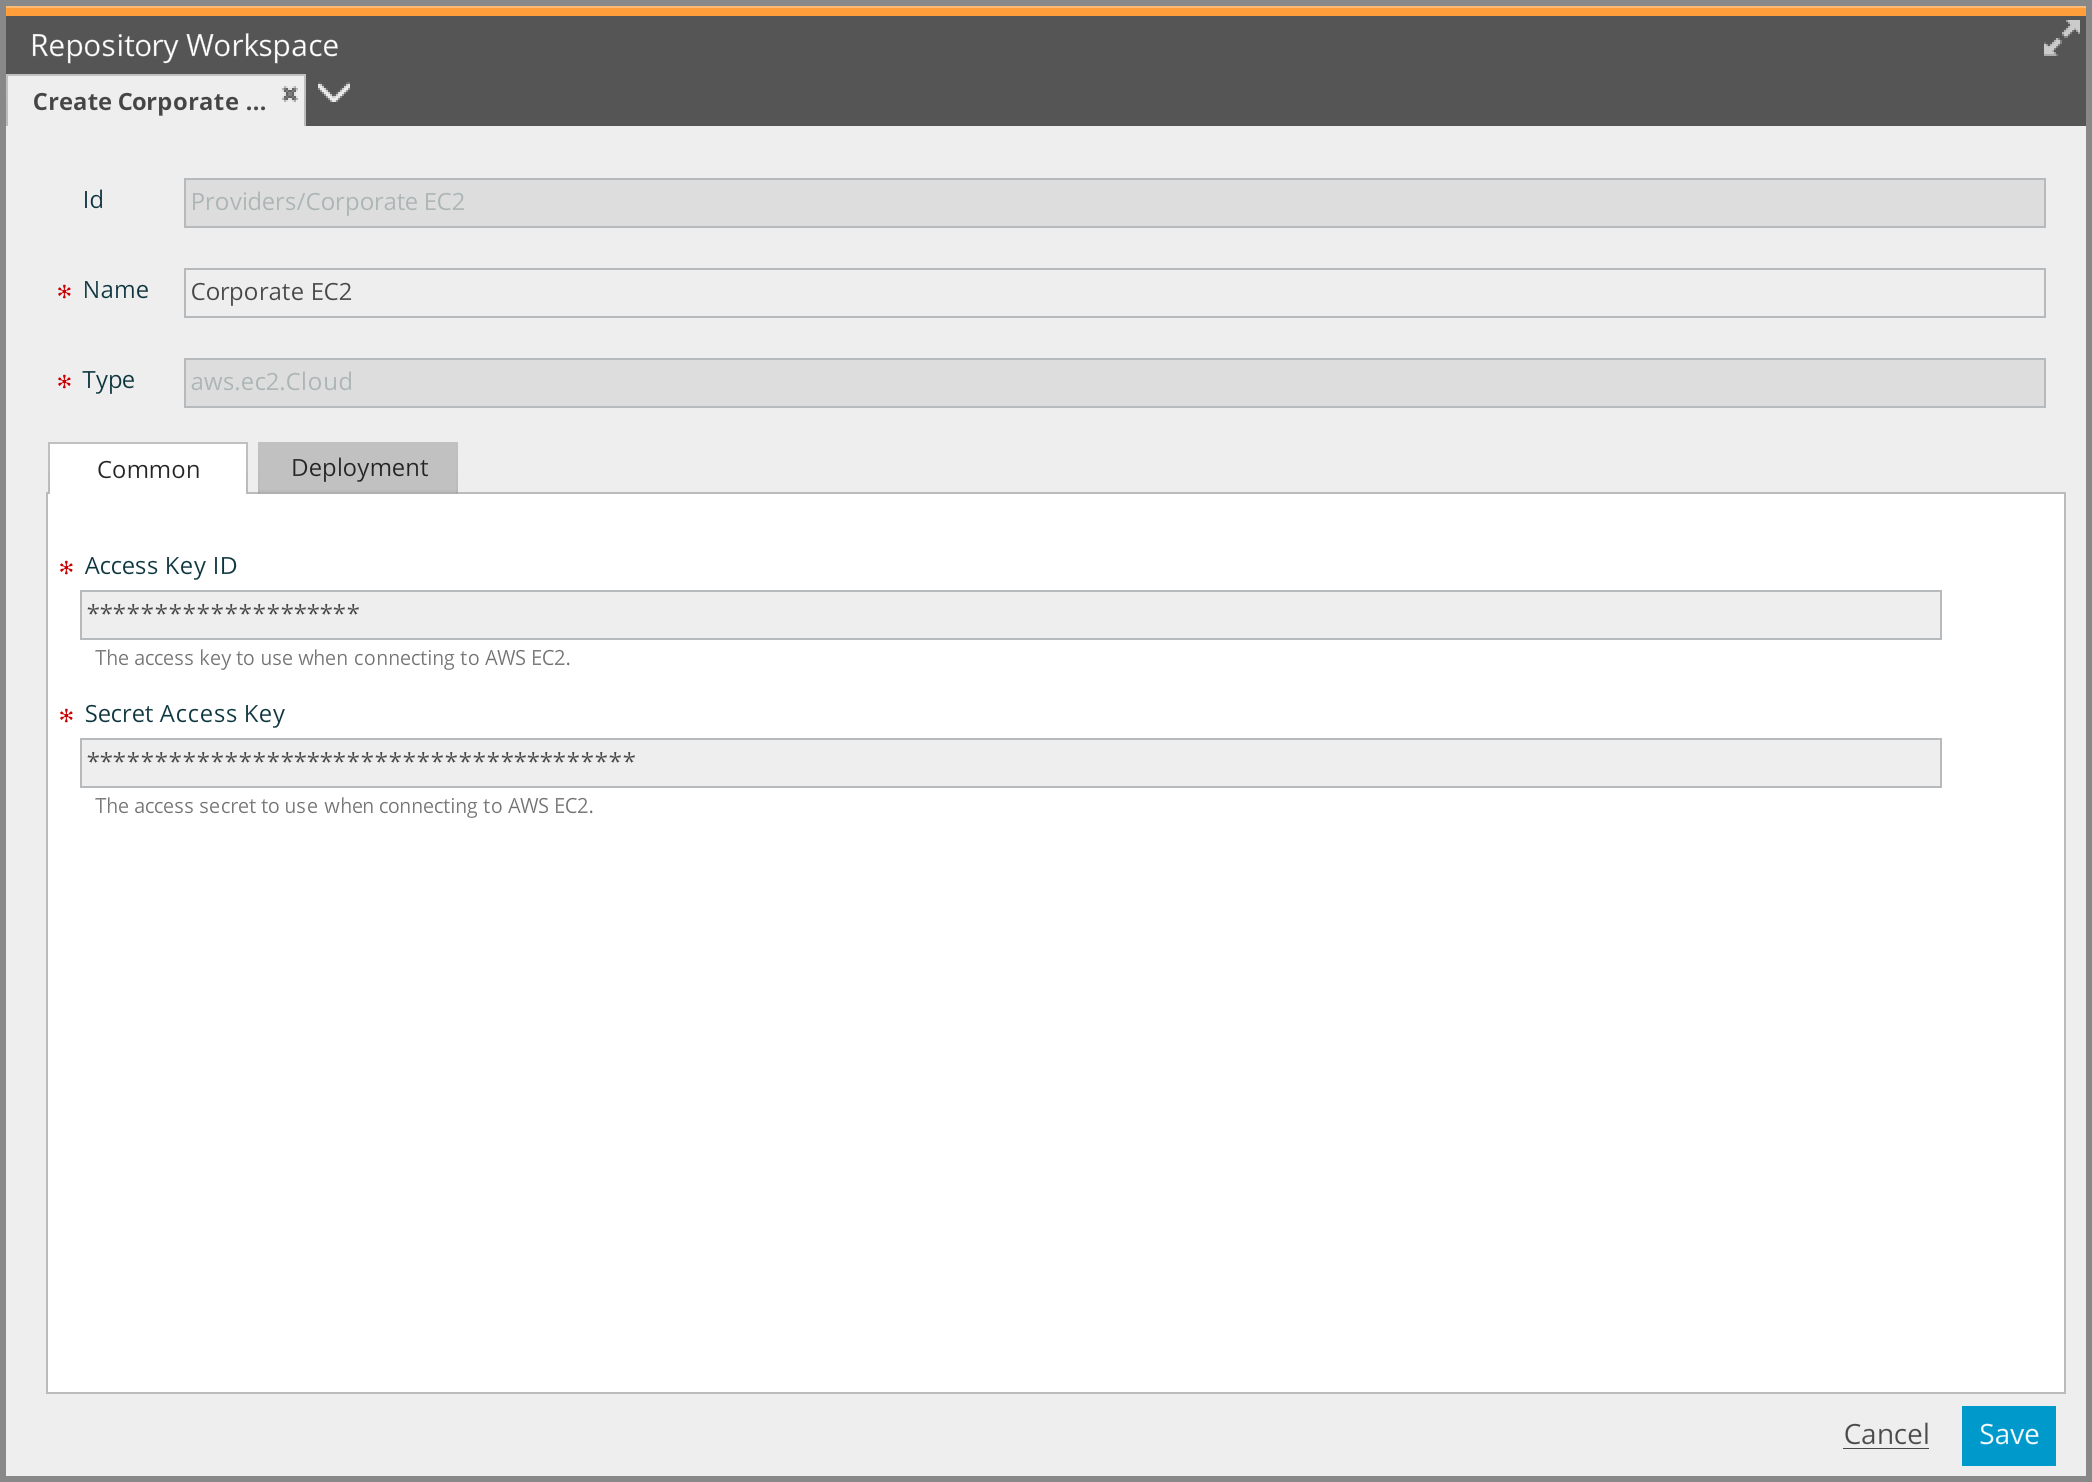 Repository Workspace
Create Corporate ...
Id
Providers/Corporate EC2
* Name
Corporate EC2
* Type
aws.ec2.Cloud
Common
Deployment
* Access Key ID
********************
The access key to use when connecting to AWS EC2.
* Secret Access Key
****************************************
The access secret to use when connecting to AWS EC2.
Cancel
Save